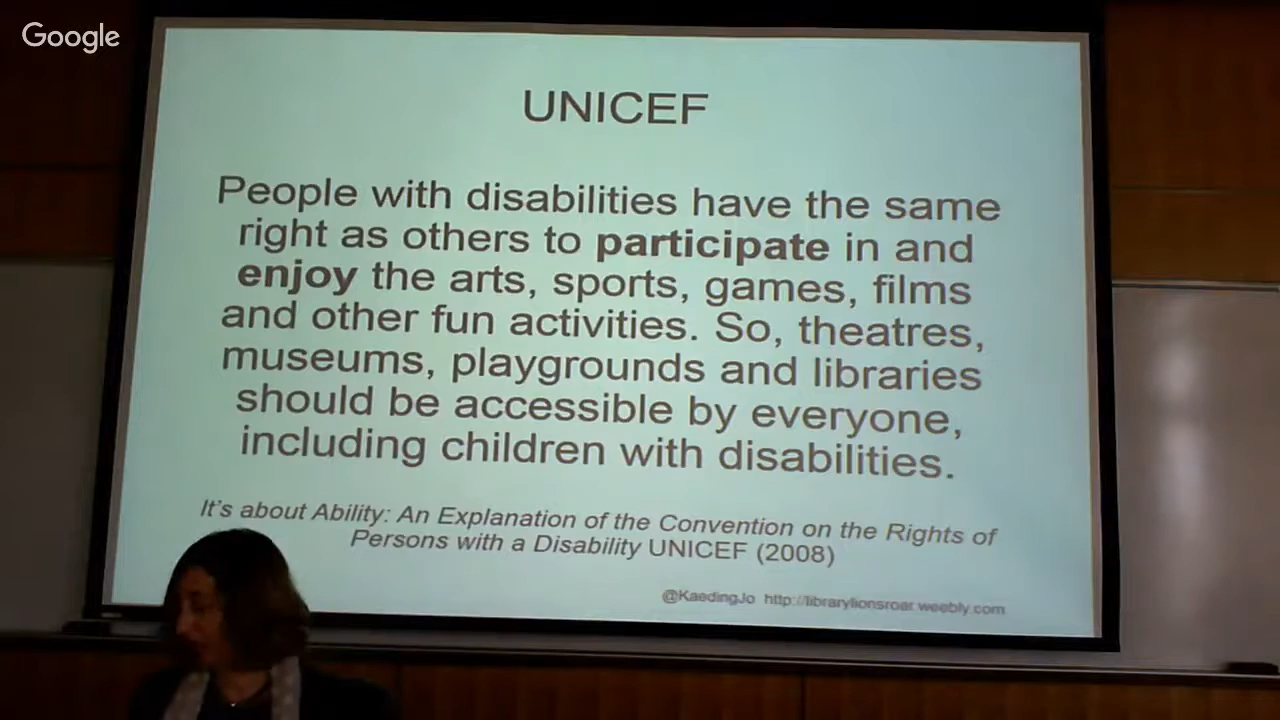 Google
UNICEF
People with disabilities have the same
right as others to participate in and
enjoy the arts, sports, games, films
and other fun activities. So, theatres,
museums, playgrounds and libraries
should be accessible by everyone,
including children with disabilities.
It's about Ability: An Explanation of the Convention on the Rights of
Persons with a Disability UNICEF (2008)
@KaedingJo http://librarylionsroar.weebly.com